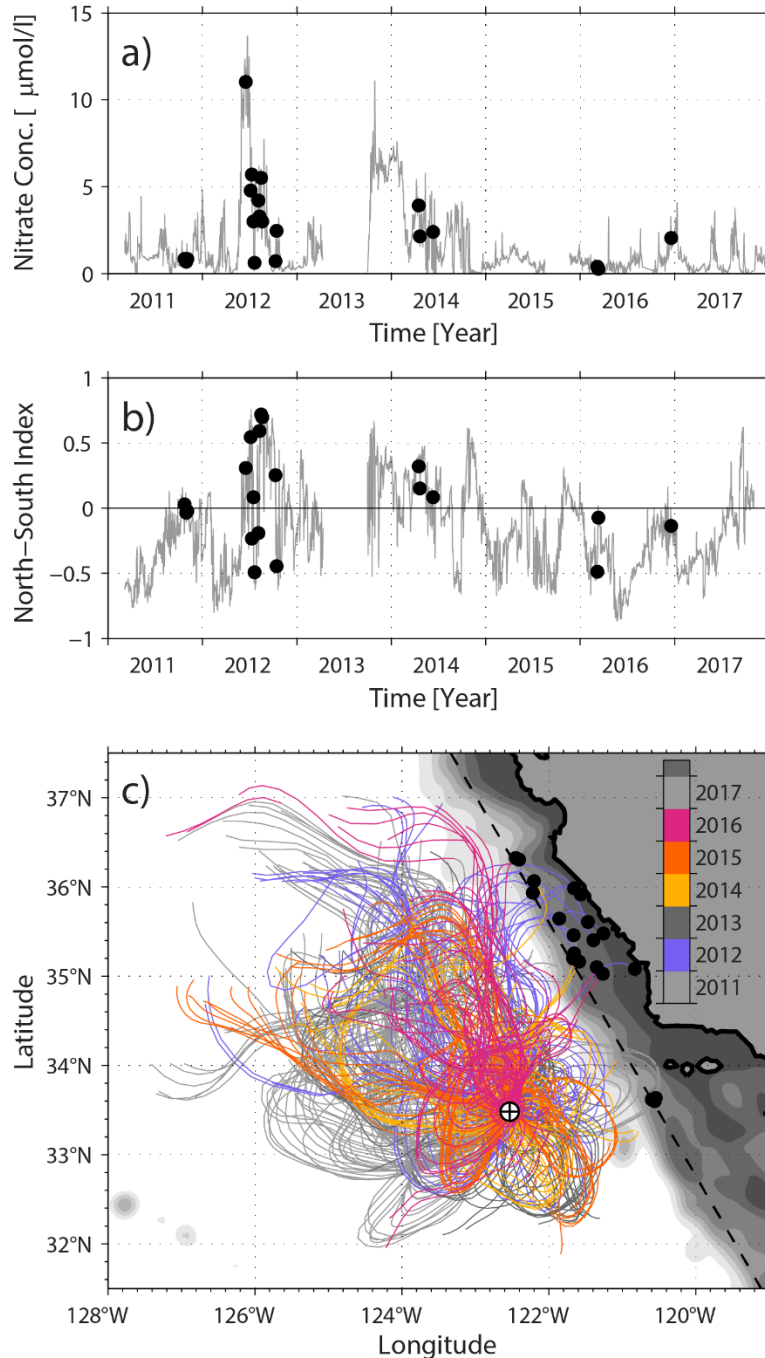 a)
Nitrate Conc. [ μmol/l]
15
10
5
0
2011 2012 2013 2014 2015 2016 2017
Time [Year]
b)
North−South Index
1
0.5
0
−0.5
−1
2011 2012 2013 2014 2015 2016 2017
Time [Year]
c)
Latitude
37°N
36°N
35°N
34°N
33°N
32°N
2017
2016
2015
2014
2013
2012
2011
128°W 126°W 124°W 122°W 120°W
Longitude